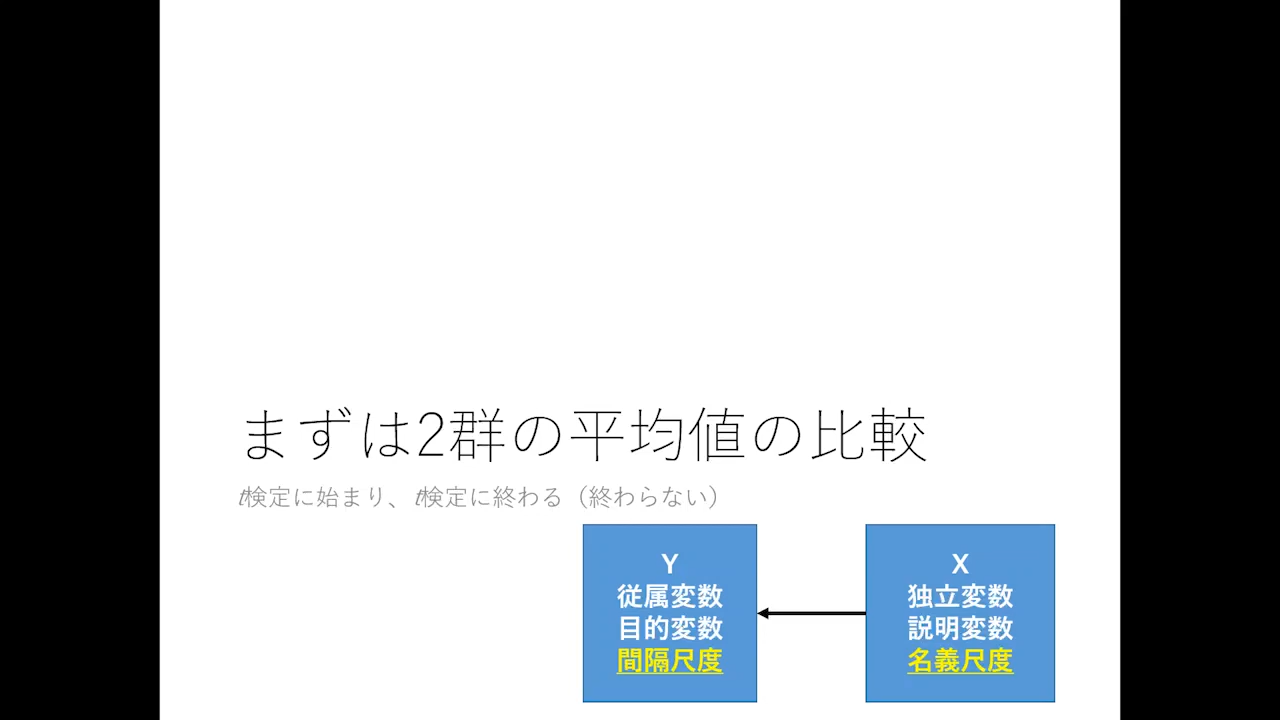 まずは2群の平均値の比較
t検定に始まり、t検定に終わる（終わらない）
Y
従属変数
目的変数
間隔尺度
X
独立変数
説明変数
名義尺度